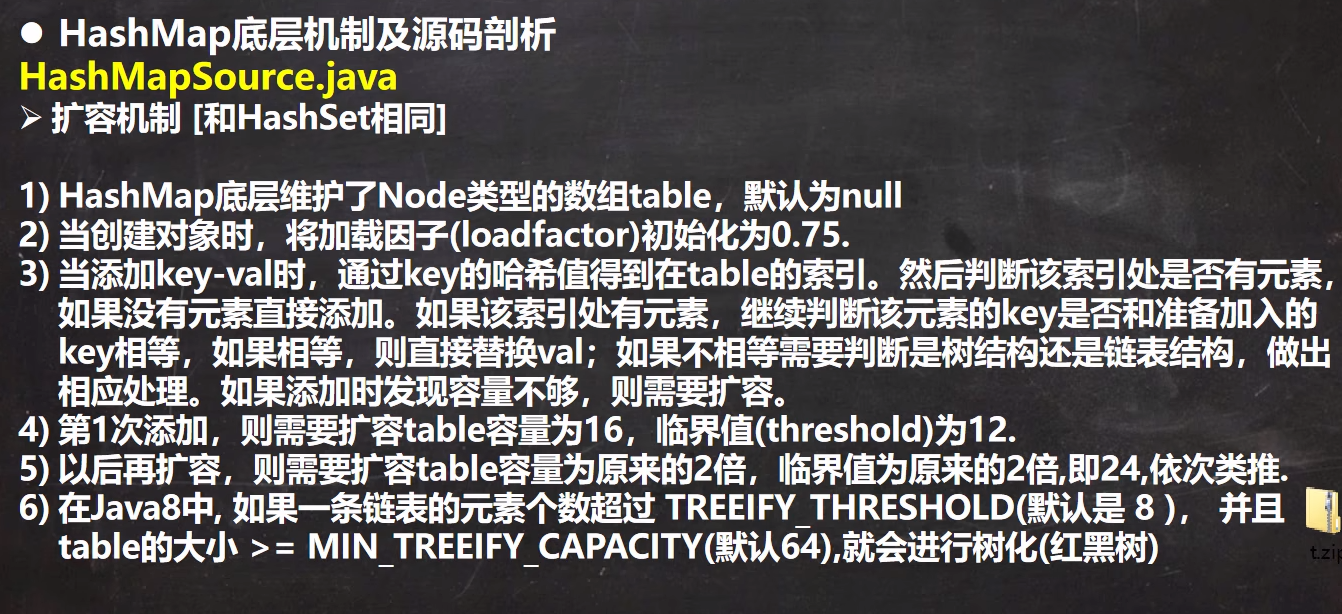 ● HashMap底层机制及源码剖析
HashMapSource.java
➢ 扩容机制 [和HashSet相同]
1) HashMap底层维护了Node类型的数组table，默认为null
2) 当创建对象时，将加载因子(loadfactor)初始化为0.75.
3) 当添加key-val时，通过key的哈希值得到在table的索引。然后判断该索引处是否有元素，
如果没有元素直接添加。如果该索引处有元素，继续判断该元素的key是否和准备加入的
key相等，如果相等，则直接替换val；如果不相等需要判断是树结构还是链表结构，做出
相应处理。如果添加时发现容量不够，则需要扩容。
4) 第1次添加，则需要扩容table容量为16，临界值(threshold)为12.
5) 以后再扩容，则需要扩容table容量为原来的2倍，临界值为原来的2倍,即24,依次类推.
6) 在Java8中, 如果一条链表的元素个数超过 TREEIFY_THRESHOLD(默认是 8 )， 并且
table的大小 >= MIN_TREEIFY_CAPACITY(默认64),就会进行树化(红黑树)
t.zip